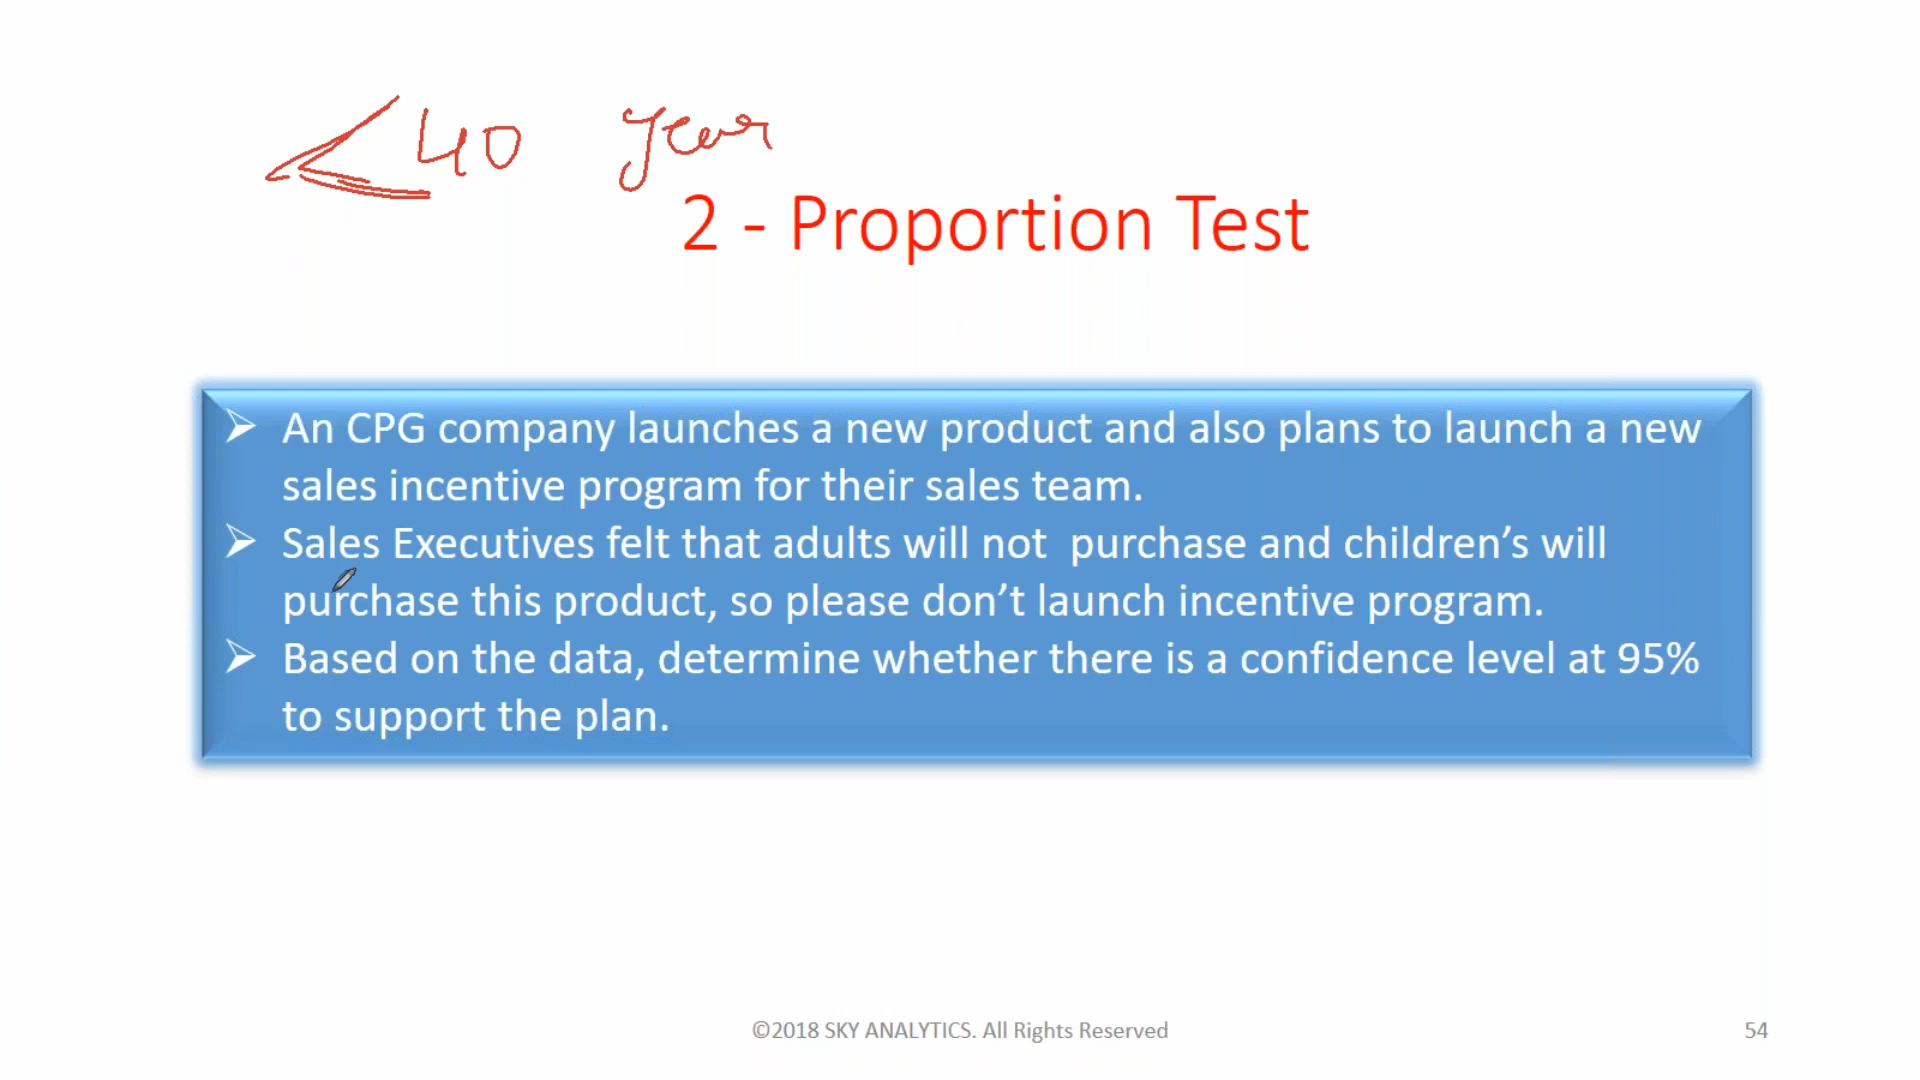 <40 year
2 - Proportion Test
➢ An CPG company launches a new product and also plans to launch a new
sales incentive program for their sales team.
➢ Sales Executives felt that adults will not purchase and children’s will
purchase this product, so please don’t launch incentive program.
➢ Based on the data, determine whether there is a confidence level at 95%
to support the plan.
©2018 SKY ANALYTICS. All Rights Reserved
54